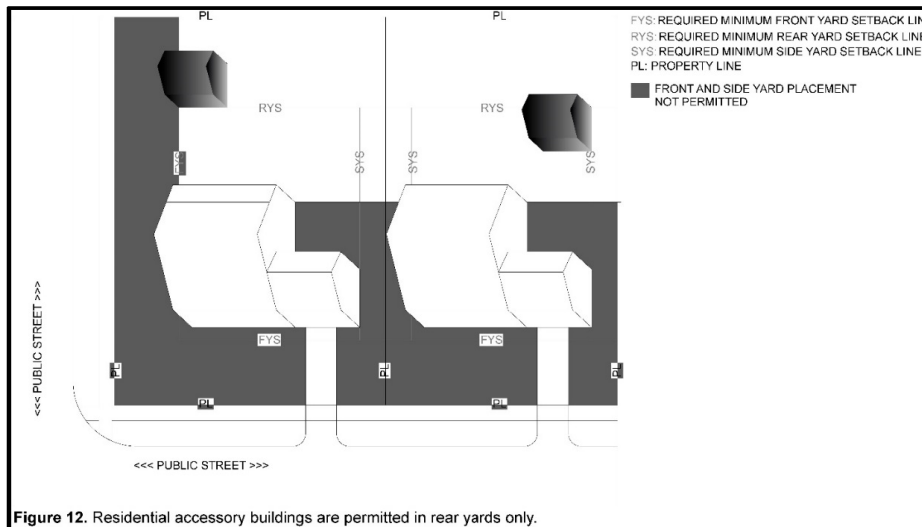 PL
PL
FYS: REQUIRED MINIMUM FRONT YARD SETBACK LIN
RYS: REQUIRED MINIMUM REAR YARD SETBACK LINE
SYS: REQUIRED MINIMUM SIDE YARD SETBACK LINE
PL: PROPERTY LINE
FRONT AND SIDE YARD PLACEMENT
NOT PERMITTED
RYS
RYS
FYS
SYS
SYS
SYS
FYS
FYS
PL
PL
PL
PL
PL
<<< PUBLIC STREET >>>
<<< PUBLIC STREET >>>
Figure 12. Residential accessory buildings are permitted in rear yards only.